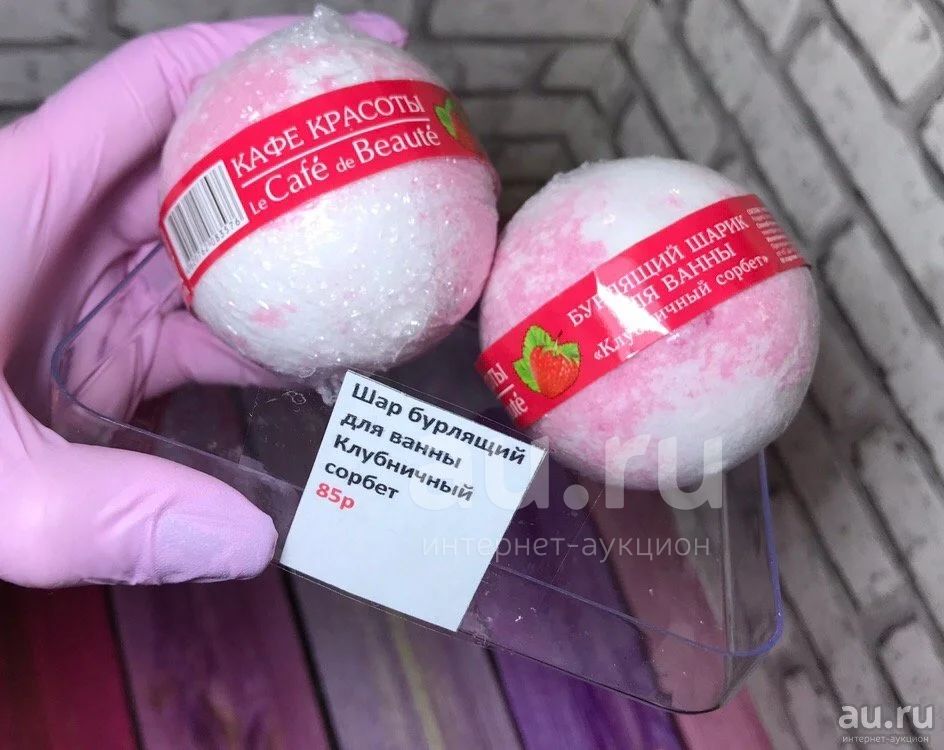 КАФЕ КРАСОТЫ
Le Café de Beauté
БУРЛЯЩИЙ ШАРИК
ДЛЯ ВАННЫ
«Клубничный сорбет»
Шар бурлящий
для ванны
Клубничный
сорбет
85р
au.ru
интернет-аукцион
au.ru
интернет-аукцион